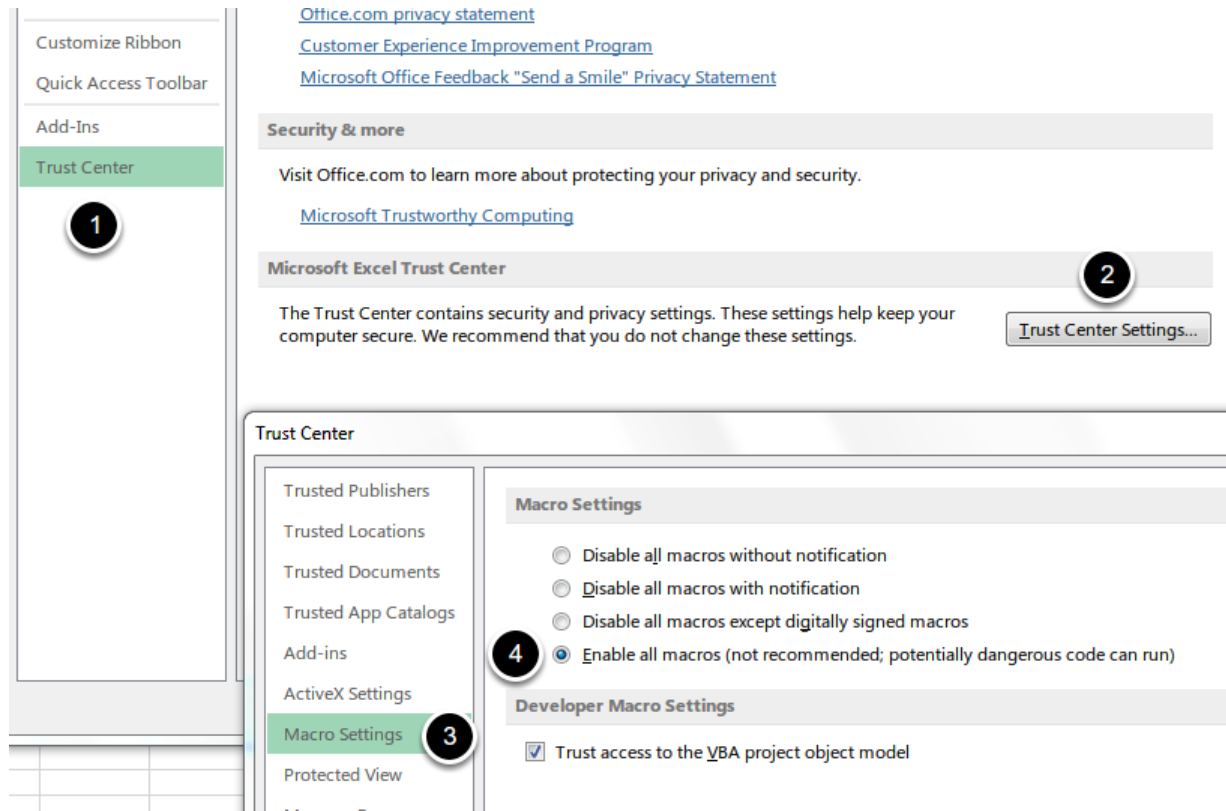 Office.com privacy statement
Customize Ribbon
Customer Experience Improvement Program
Quick Access Toolbar
Microsoft Office Feedback "Send a Smile" Privacy Statement
Add-Ins
Security & more
Trust Center
Visit Office.com to learn more about protecting your privacy and security.
1
Microsoft Trustworthy Computing
Microsoft Excel Trust Center
2
The Trust Center contains security and privacy settings. These settings help keep your
computer secure. We recommend that you do not change these settings.
Trust Center Settings...
Trust Center
Trusted Publishers
Trusted Locations
Trusted Documents
Trusted App Catalogs
Add-ins
ActiveX Settings
Macro Settings
3
Protected View
Macro Settings
Disable all macros without notification
Disable all macros with notification
Disable all macros except digitally signed macros
4
Enable all macros (not recommended; potentially dangerous code can run)
Developer Macro Settings
Trust access to the VBA project object model